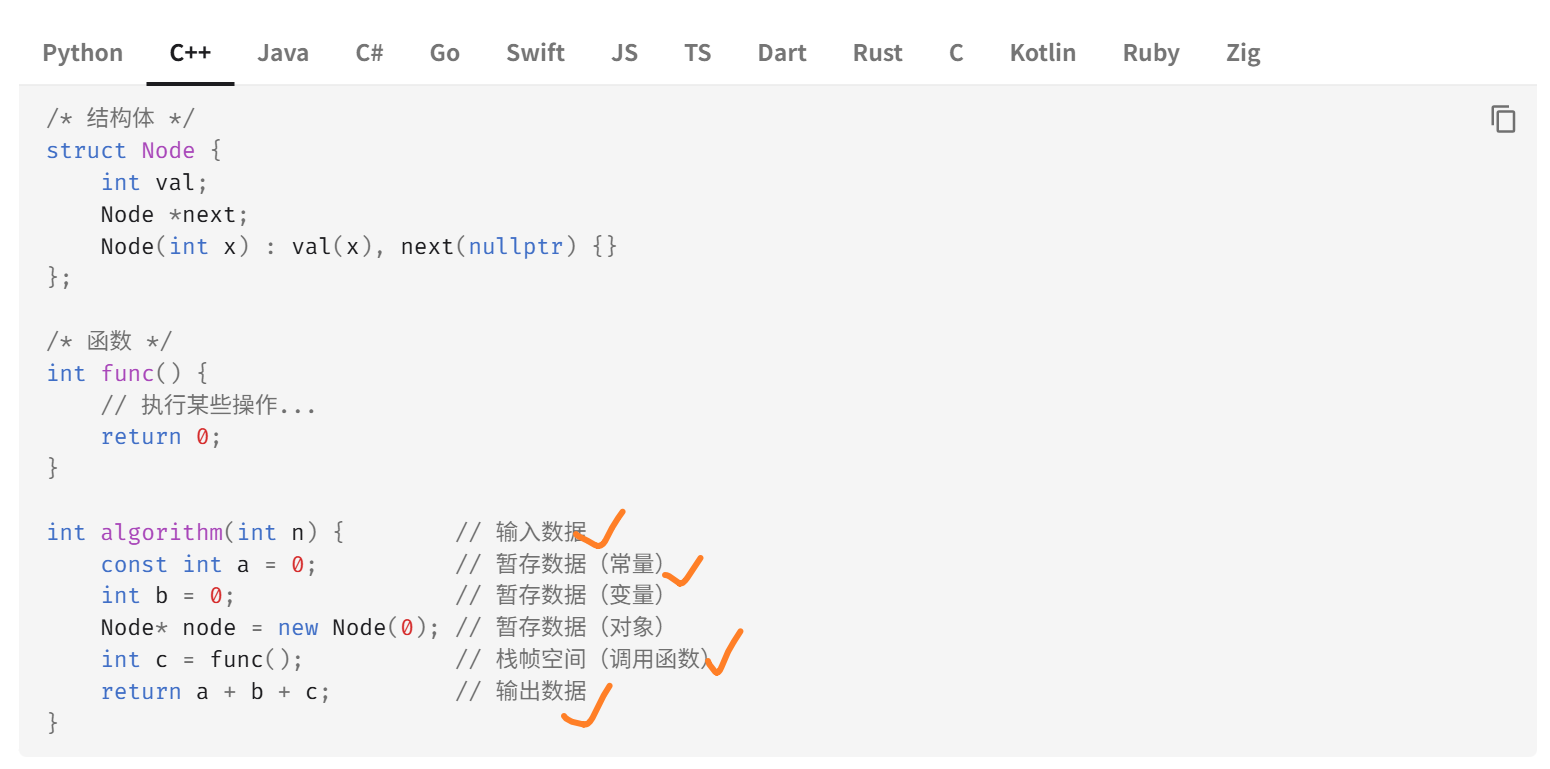 Python C++ Java C# Go Swift JS TS Dart Rust C Kotlin Ruby Zig
/* 结构体 */
struct Node {
    int val;
    Node *next;
    Node(int x) : val(x), next(nullptr) {}
};
/* 函数 */
int func() {
    // 执行某些操作...
    return 0;
}
int algorithm(int n) {        // 输入数据
    const int a = 0;          // 暂存数据（常量）
    int b = 0;                // 暂存数据（变量）
    Node* node = new Node(0); // 暂存数据（对象）
    int c = func();           // 栈帧空间（调用函数）
    return a + b + c;         // 输出数据
}